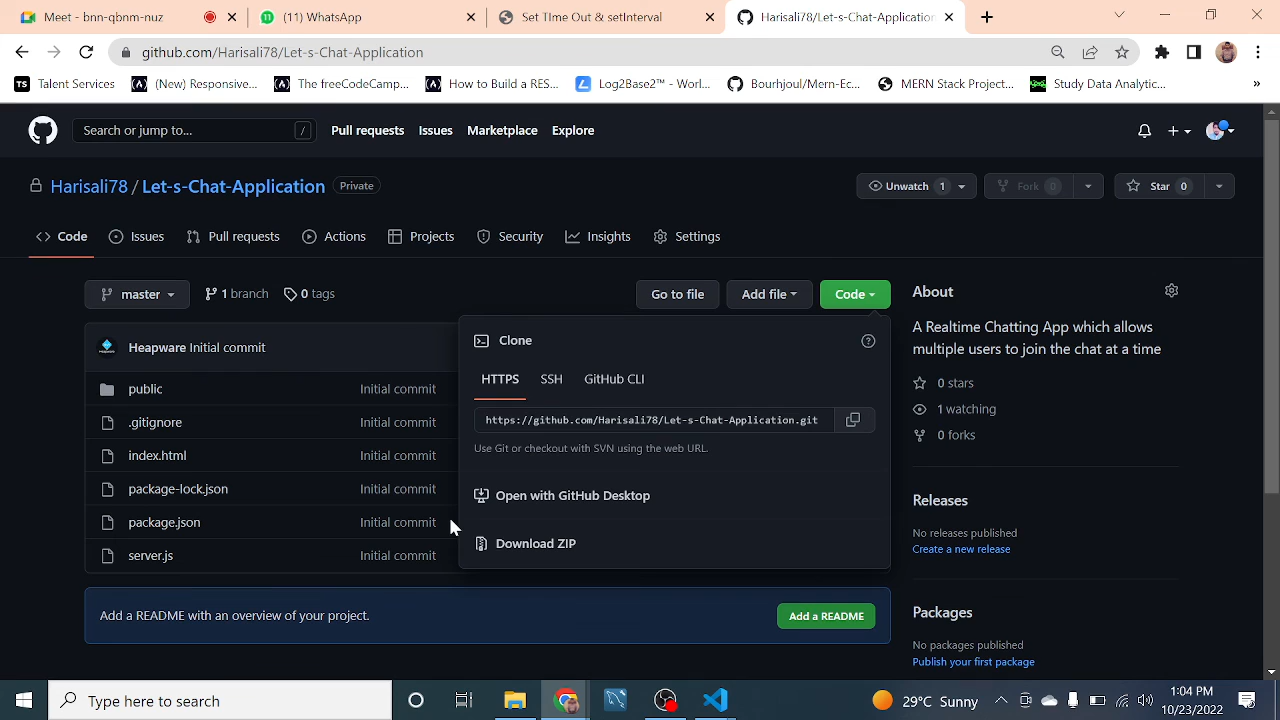 Meet - bnn-qbnm-nuz
(11) WhatsApp
Set TIme Out & setInterval
Harisali78/Let-s-Chat-Application
github.com/Harisali78/Let-s-Chat-Application
TS Talent Services
(New) Responsive...
The freeCodeCamp...
How to Build a RES...
Log2Base2™ - Worl...
Bourhjoul/Mern-Ec...
MERN Stack Project...
Study Data Analytic...
»
Search or jump to... /
Pull requests
Issues
Marketplace
Explore
Harisali78 / Let-s-Chat-Application Private
Unwatch 1
Fork 0
Star 0
Code
Issues
Pull requests
Actions
Projects
Security
Insights
Settings
master
1 branch
0 tags
Go to file
Add file
Code
Heapware Initial commit
public Initial commit
.gitignore Initial commit
index.html Initial commit
package-lock.json Initial commit
package.json Initial commit
server.js Initial commit
Clone
HTTPS SSH GitHub CLI
https://github.com/Harisali78/Let-s-Chat-Application.git
Use Git or checkout with SVN using the web URL.
Open with GitHub Desktop
Download ZIP
Add a README with an overview of your project.
Add a README
About
A Realtime Chatting App which allows
multiple users to join the chat at a time
0 stars
1 watching
0 forks
Releases
No releases published
Create a new release
Packages
No packages published
Publish your first package
Type here to search
29°C Sunny
1:04 PM
10/23/2022